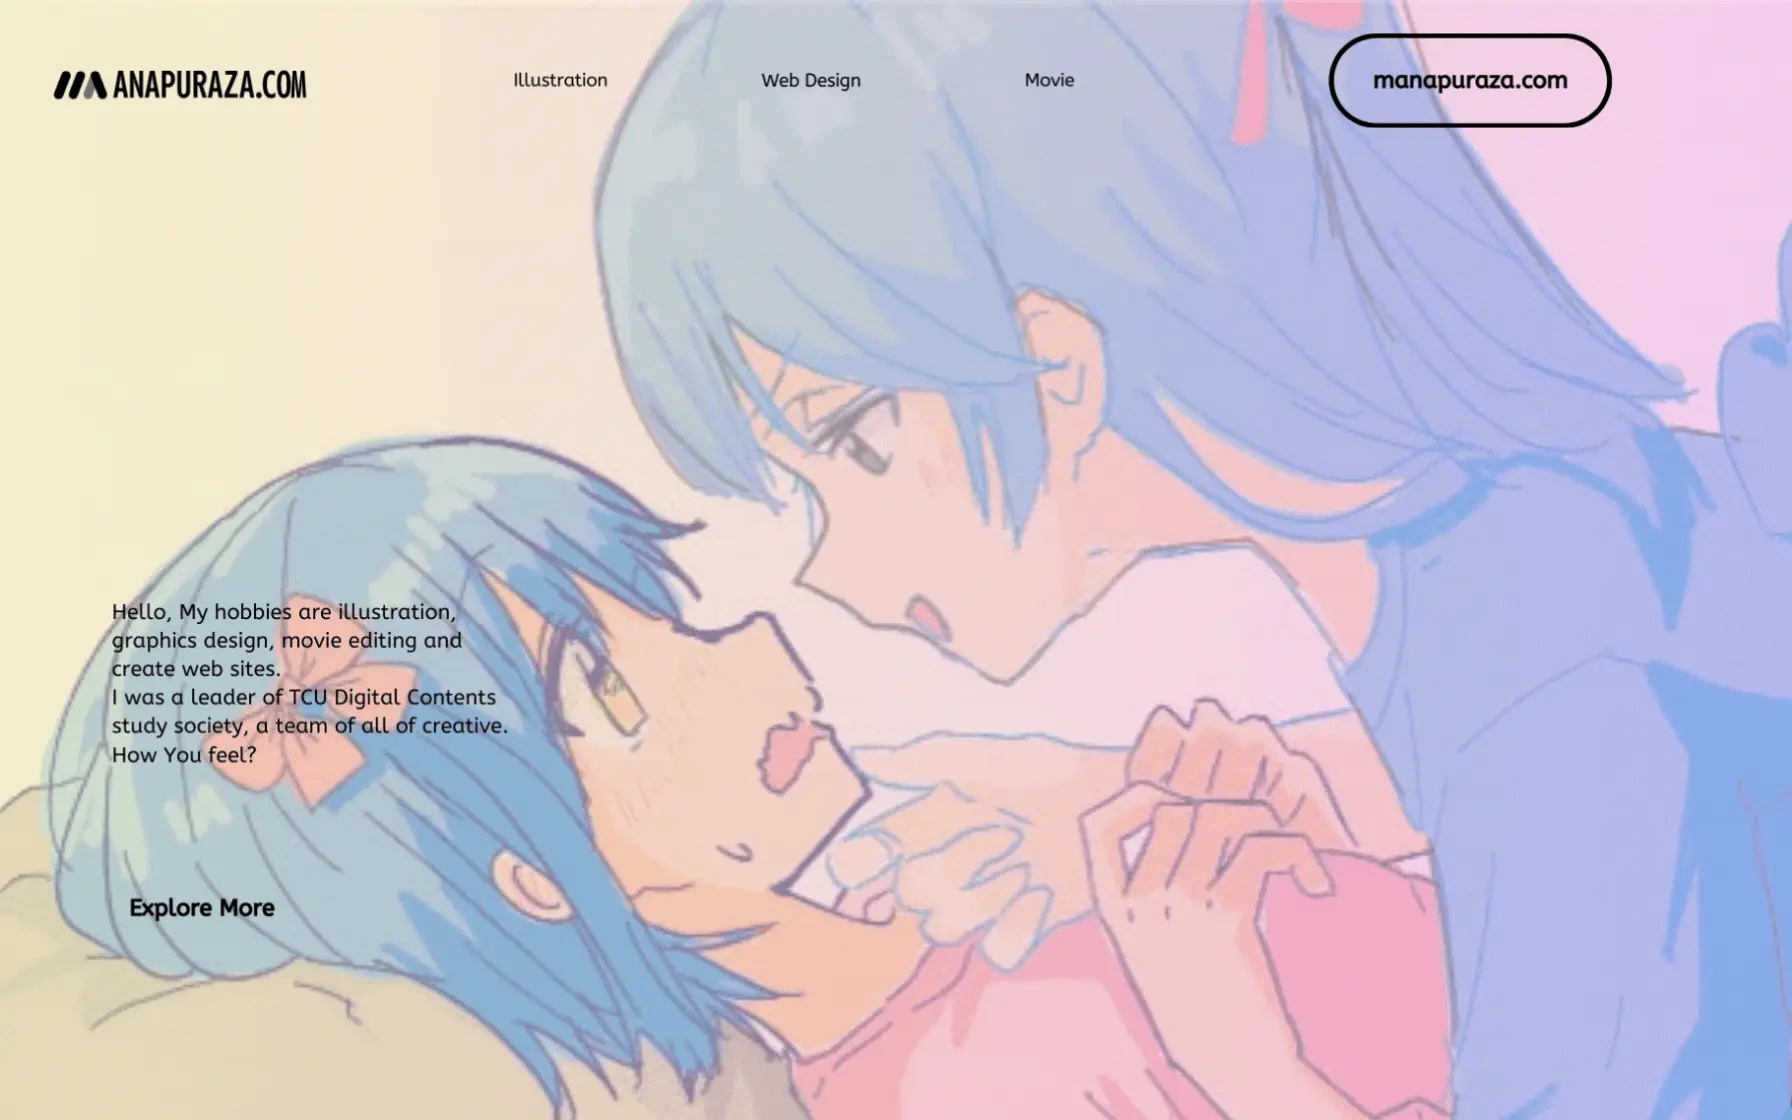 ANAPURAZA.COM
Illustration
Web Design
Movie
manapuraza.com
Hello, My hobbies are illustration,
graphics design, movie editing and
create web sites.
I was a leader of TCU Digital Contents
study society, a team of all of creative.
How You feel?
Explore More